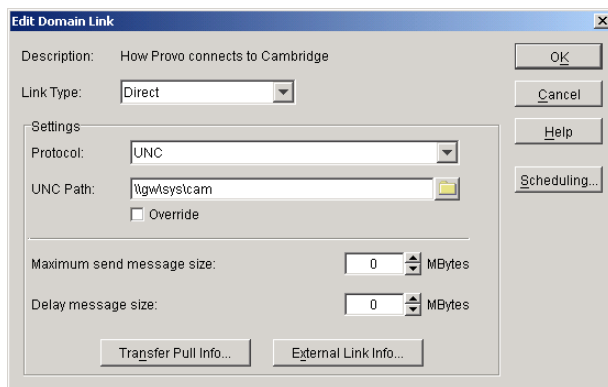 Edit Domain Link
Description: How Provo connects to Cambridge
Link Type: Direct
Settings
Protocol: UNC
UNC Path: \\gw\sys\cam
Override
Maximum send message size: 0 MBytes
Delay message size: 0 MBytes
Transfer Pull Info... External Link Info...
OK
Cancel
Help
Scheduling...